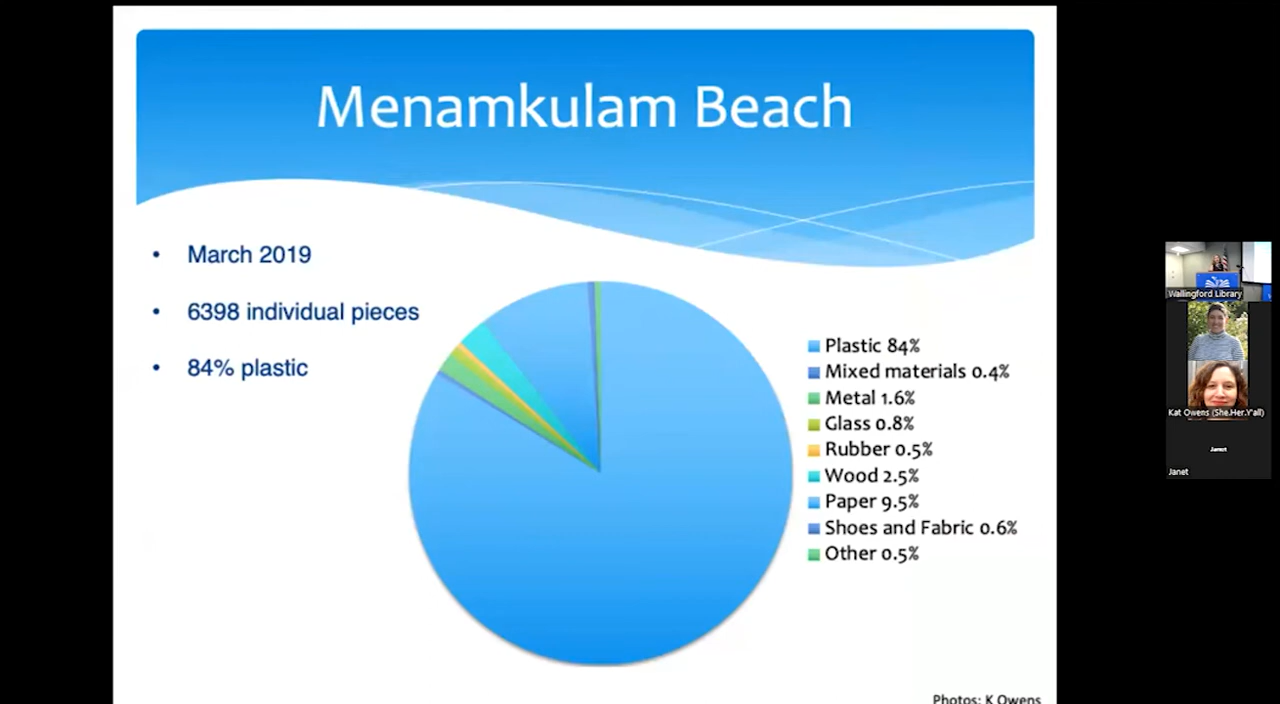 Menamkulam Beach
• March 2019
• 6398 individual pieces
• 84% plastic
Plastic 84%
Mixed materials 0.4%
Metal 1.6%
Glass 0.8%
Rubber 0.5%
Wood 2.5%
Paper 9.5%
Shoes and Fabric 0.6%
Other 0.5%
Photos: K Owens
Wallingford Library
Kat Owens (She.Her.Y'all)
Janet
Janet